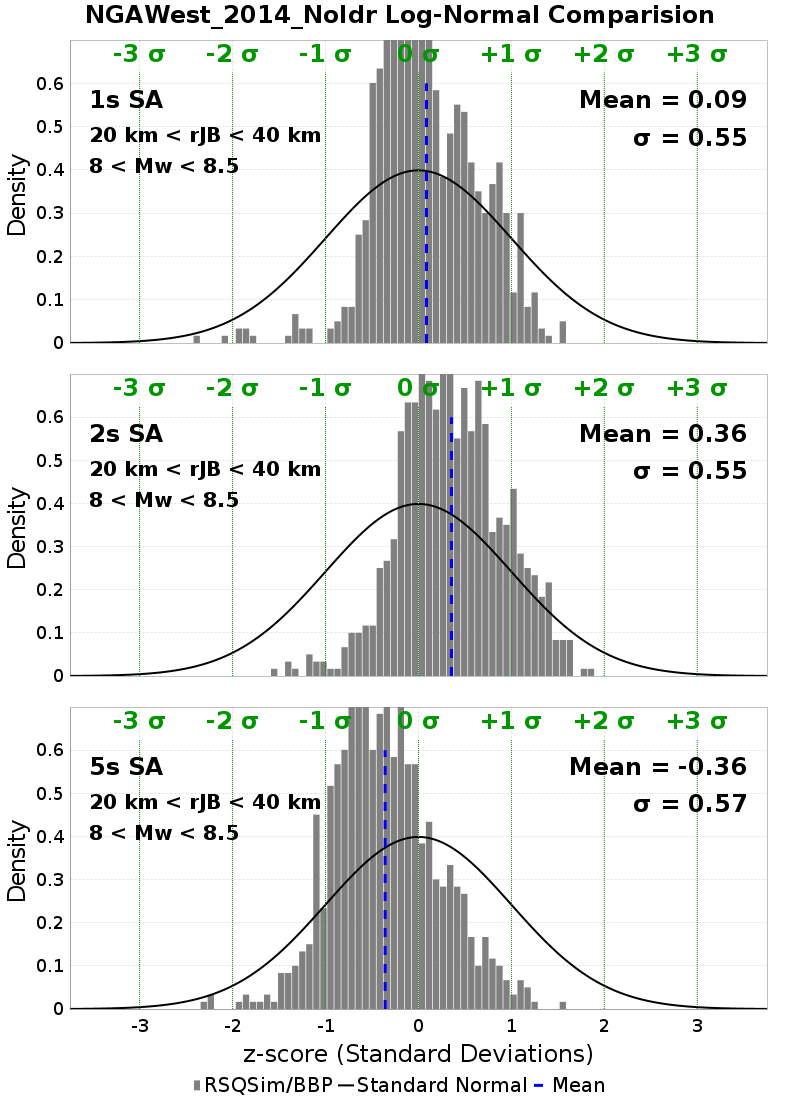 NGAWest_2014_NoIdr Log-Normal Comparision
-3 σ -2 σ -1 σ 0 σ +1 σ +2 σ +3 σ
1s SA Mean = 0.09
20 km < rJB < 40 km σ = 0.55
8 < Mw < 8.5
0.6
0.5
0.4
0.3
0.2
0.1
0
Density
-3 σ -2 σ -1 σ 0 σ +1 σ +2 σ +3 σ
2s SA Mean = 0.36
20 km < rJB < 40 km σ = 0.55
8 < Mw < 8.5
0.6
0.5
0.4
0.3
0.2
0.1
0
Density
-3 σ -2 σ -1 σ 0 σ +1 σ +2 σ +3 σ
5s SA Mean = -0.36
20 km < rJB < 40 km σ = 0.57
8 < Mw < 8.5
0.6
0.5
0.4
0.3
0.2
0.1
0
Density
-3 -2 -1 0 1 2 3
z-score (Standard Deviations)
RSQSim/BBP Standard Normal Mean